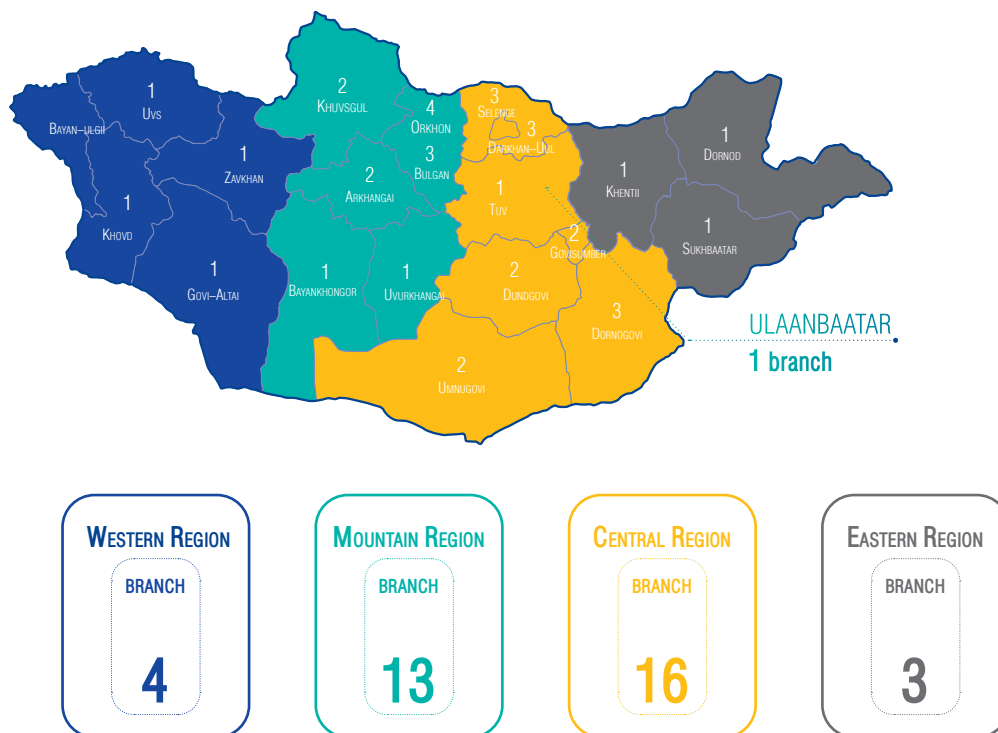 1
Uvs
Bayan–ulgii
1
Zavkhan
1
Khovd
1
Govi–Altai
2
Khuvsgul
4
Orkhon
3
Bulgan
2
Arkhangai
1
Bayankhongor
1
Uvurkhangai
3
Selenge
3
Darkhan–Uul
1
Tuv
2
Govisumber
2
Dundgovi
3
Dornogovi
2
Umnugovi
1
Khentii
1
Dornod
1
Sukhbaatar
ULAANBAATAR
1 branch
Western Region
BRANCH
4
Mountain Region
BRANCH
13
Central Region
BRANCH
16
Eastern Region
BRANCH
3